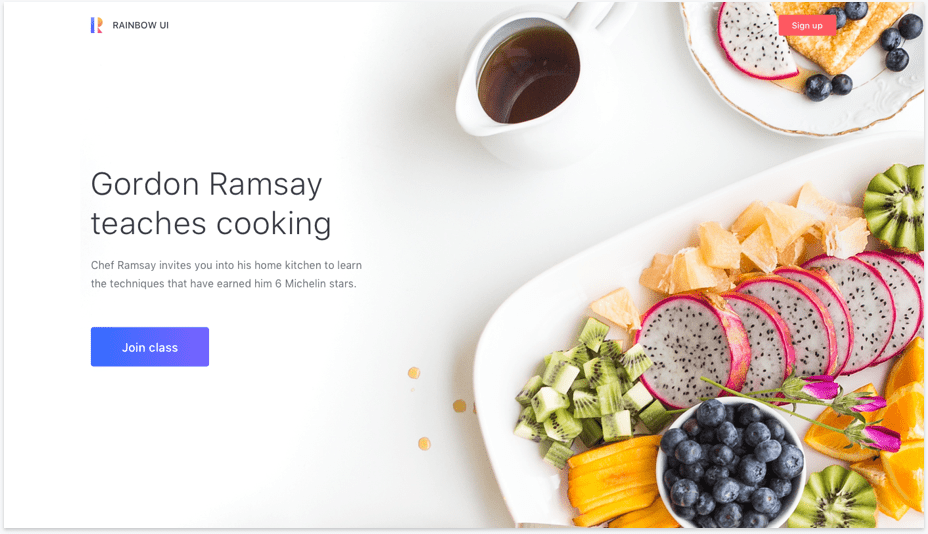 RAINBOW UI
Sign up
Gordon Ramsay
teaches cooking
Chef Ramsay invites you into his home kitchen to learn
the techniques that have earned him 6 Michelin stars.
Join class